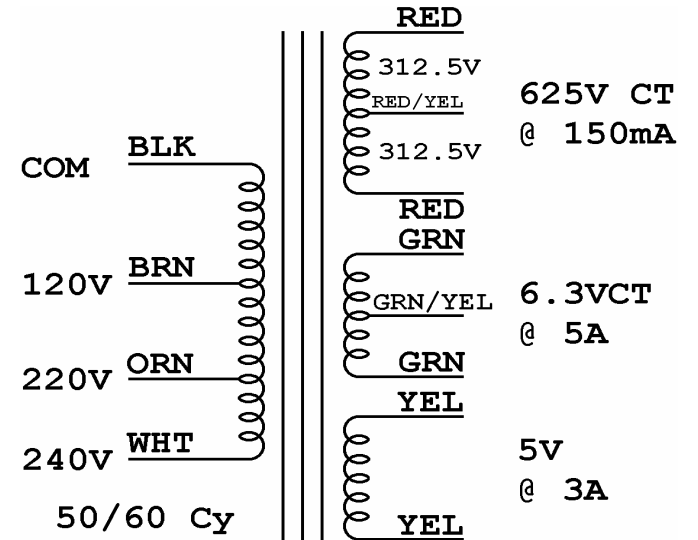 RED
312.5V
RED/YEL
312.5V
RED
625V CT
@ 150mA
COM
BLK
120V
BRN
220V
ORN
240V
WHT
50/60 Cy
GRN
GRN/YEL
GRN
6.3VCT
@ 5A
YEL
YEL
5V
@ 3A